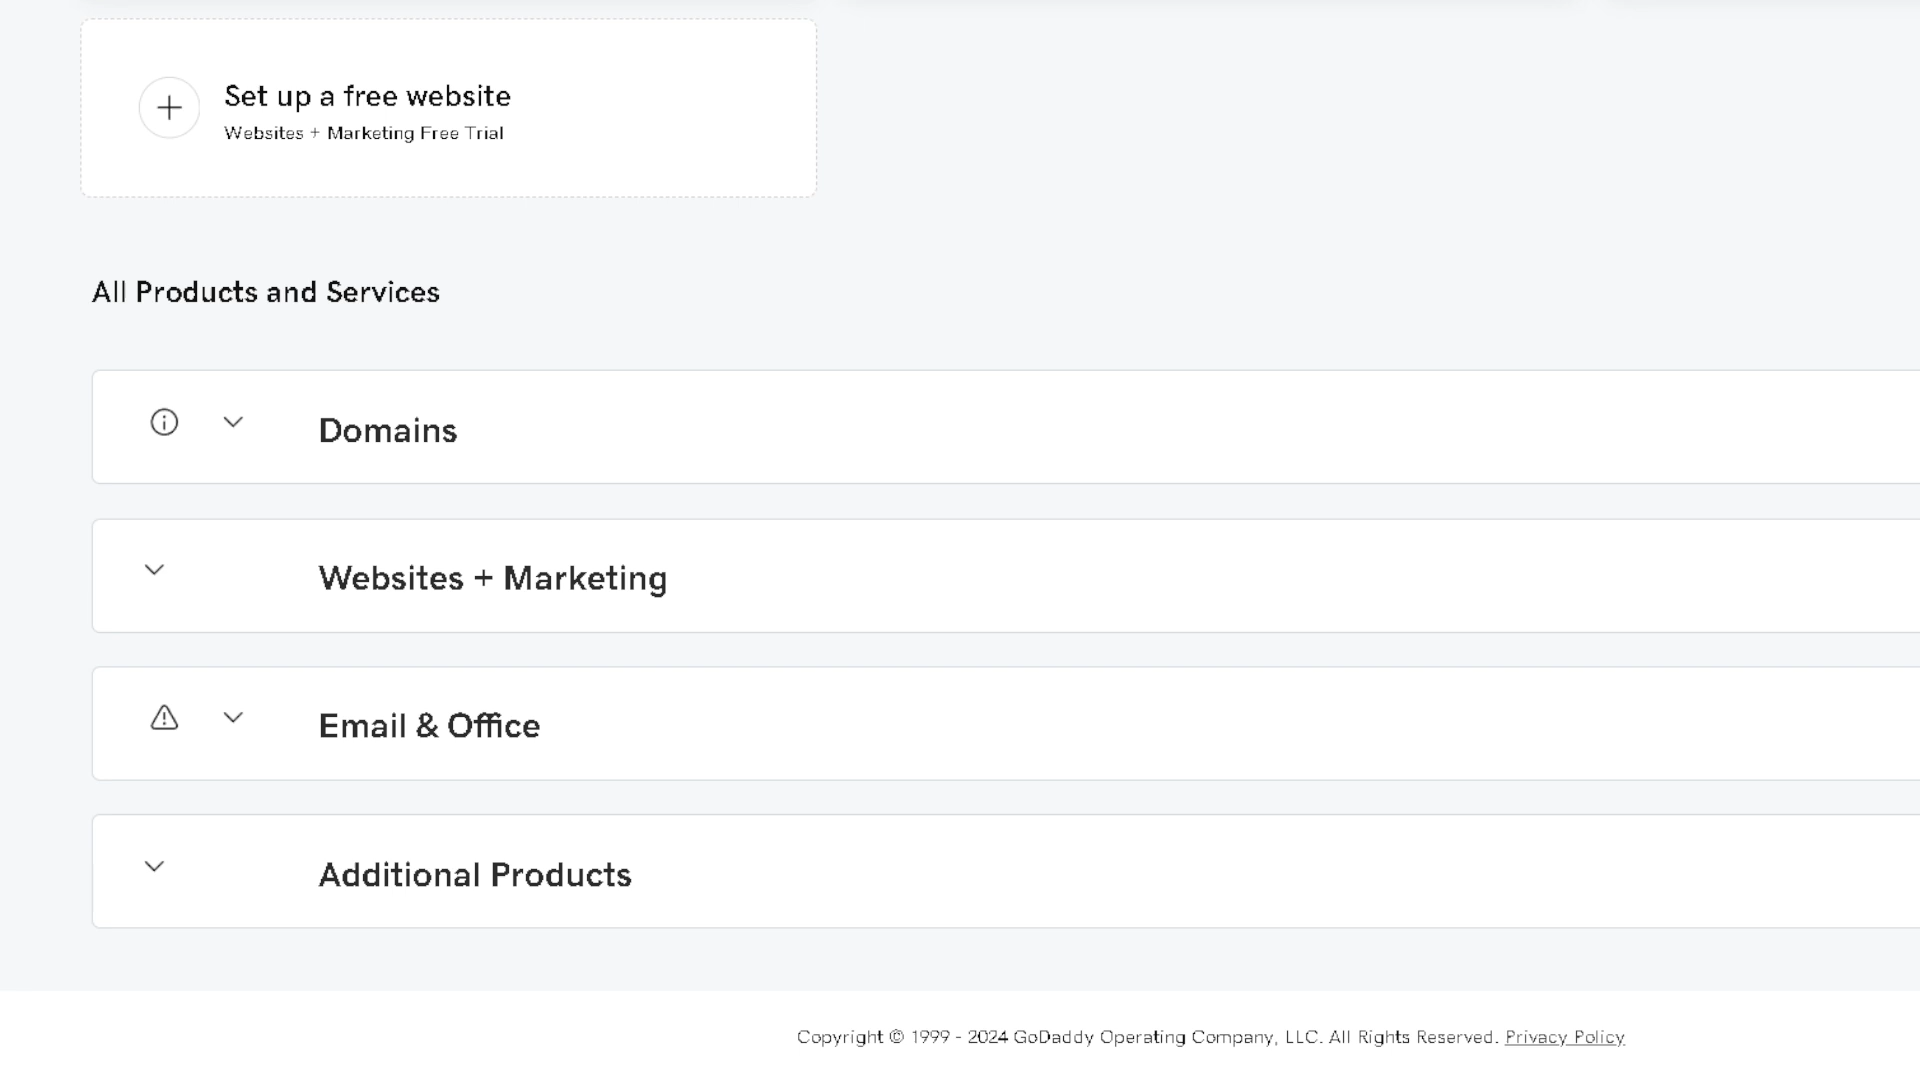 Set up a free website
Websites + Marketing Free Trial
All Products and Services
Domains
Websites + Marketing
Email & Office
Additional Products
Copyright © 1999 - 2024 GoDaddy Operating Company, LLC. All Rights Reserved. Privacy Policy